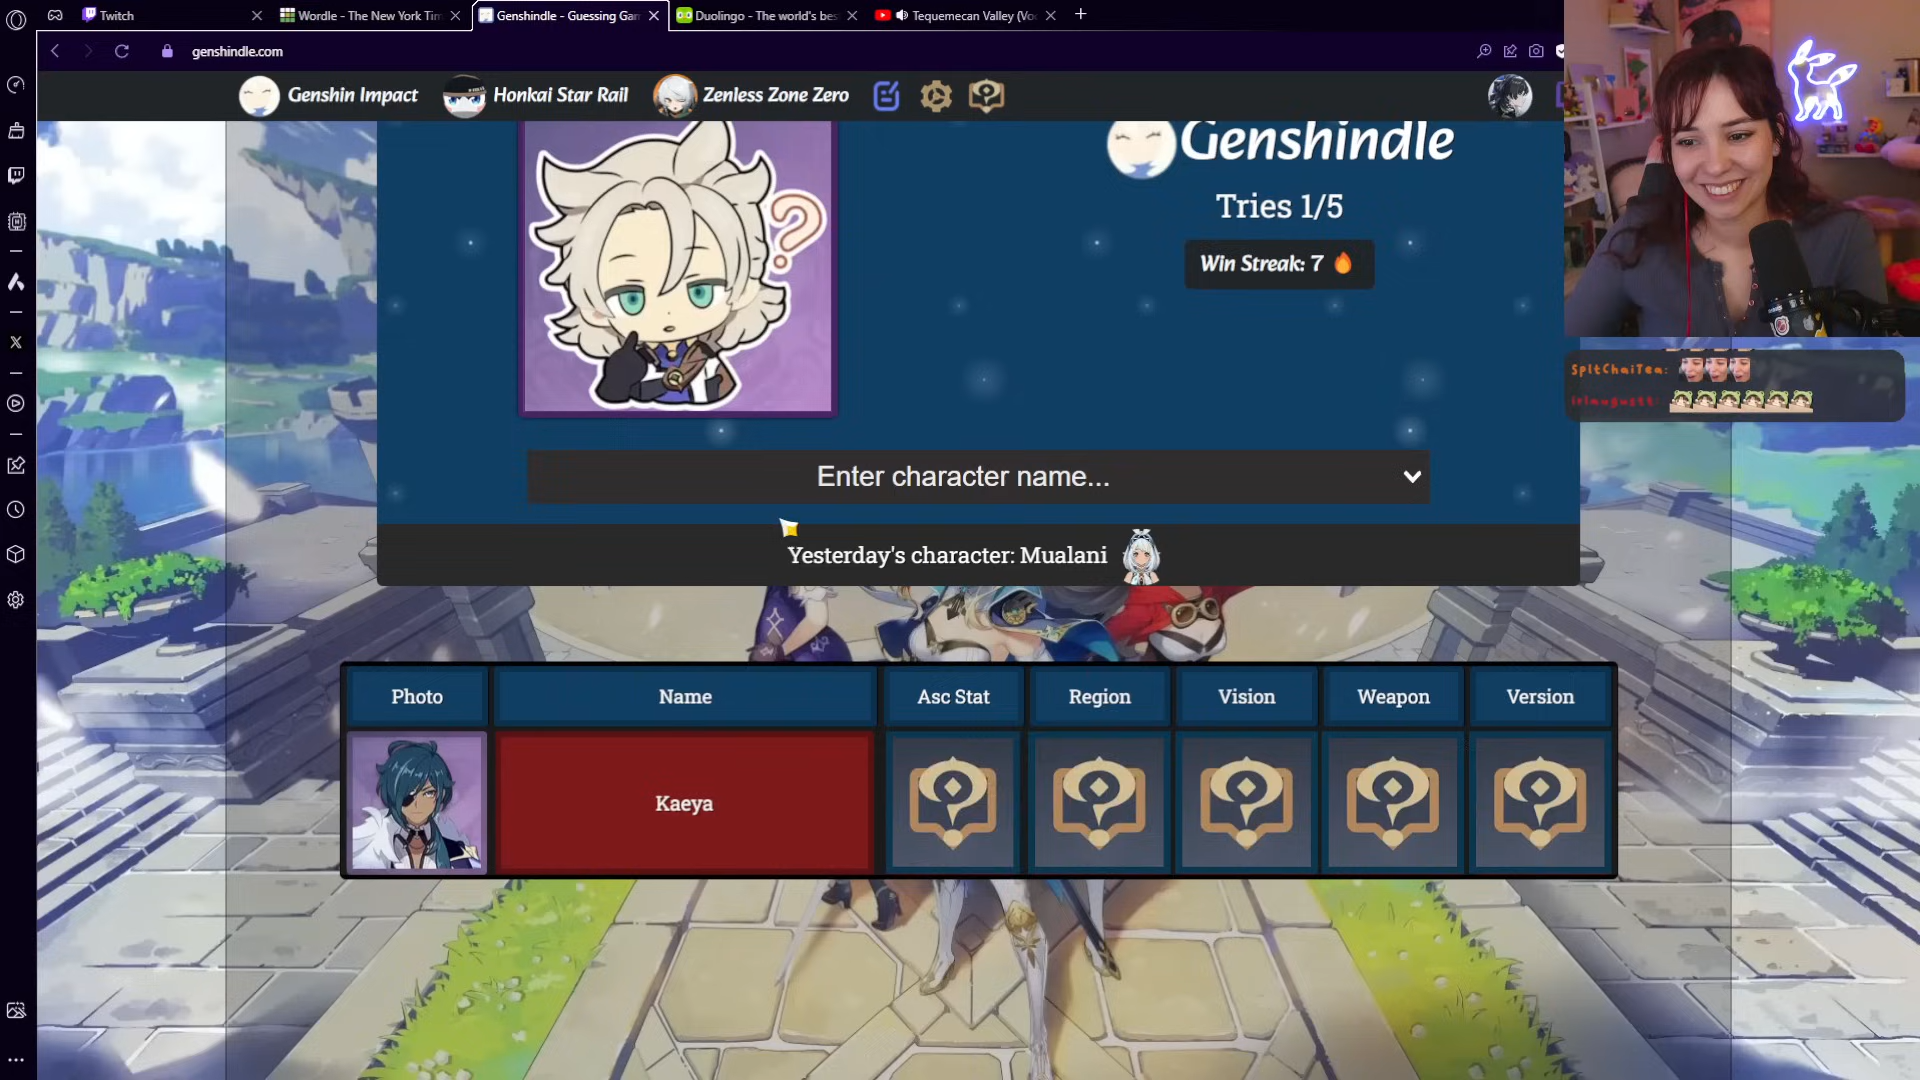 Twitch
Wordle - The New York Tim
Genshindle - Guessing Gam
Duolingo - The world's bes
Tequemecan Valley (Vo
genshindle.com
Genshin Impact
Honkai Star Rail
Zenless Zone Zero
Genshindle
Tries 1/5
Win Streak: 7
SpltChaiTea:
Enter character name...
Yesterday's character: Mualani
Photo
Name
Asc Stat
Region
Vision
Weapon
Version
Kaeya